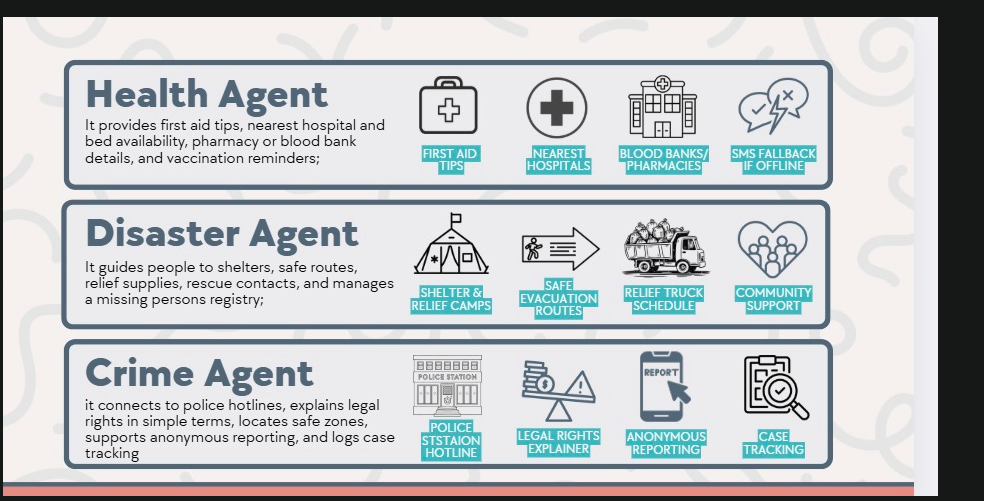 Health Agent
It provides first aid tips, nearest hospital and
bed availability, pharmacy or blood bank
details, and vaccination reminders;
FIRST AID
TIPS
NEAREST
HOSPITALS
BLOOD BANKS/
PHARMACIES
SMS FALLBACK
IF OFFLINE
Disaster Agent
It guides people to shelters, safe routes,
relief supplies, rescue contacts, and manages
a missing persons registry;
SHELTER &
RELIEF CAMPS
SAFE
EVACUATION
ROUTES
RELIEF TRUCK
SCHEDULE
COMMUNITY
SUPPORT
Crime Agent
it connects to police hotlines, explains legal
rights in simple terms, locates safe zones,
supports anonymous reporting, and logs case
tracking
POLICE STATION
POLICE
STSTAION
HOTLINE
LEGAL RIGHTS
EXPLAINER
REPORT
ANONYMOUS
REPORTING
CASE
TRACKING